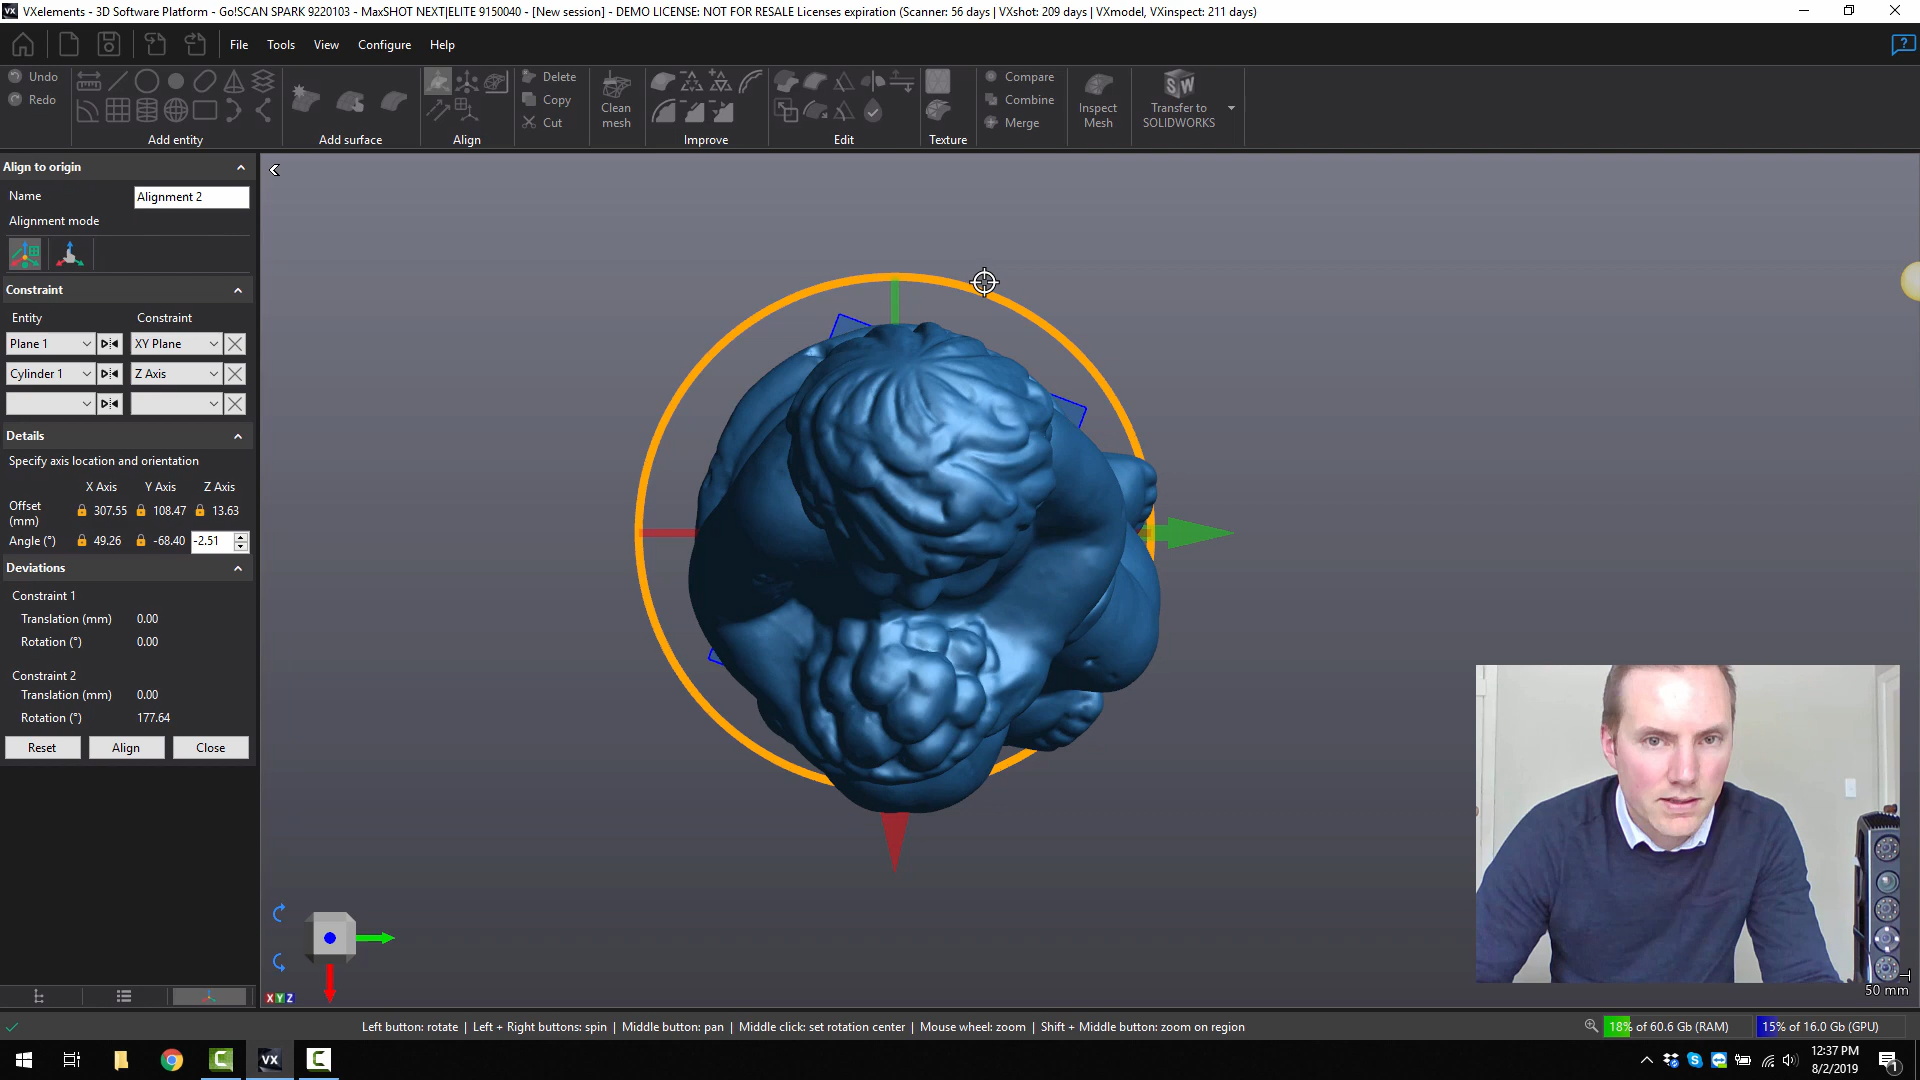 VXelements - 3D Software Platform - Go!SCAN SPARK 9220103 - MaxSHOT NEXT|ELITE 9150040 - [New session] - DEMO LICENSE: NOT FOR RESALE Licenses expiration (Scanner: 56 days | VXshot: 209 days | VXmodel, VXinspect: 211 days)
File Tools View Configure Help
Undo
Redo
Add entity
Add surface
Align
Delete
Copy
Cut
Clean
mesh
Improve
Edit
Texture
Compare
Combine
Merge
Inspect
Mesh
Transfer to
SOLIDWORKS
Align to origin
Name Alignment 2
Alignment mode
Constraint
Entity Constraint
Plane 1 XY Plane
Cylinder 1 Z Axis
Details
Specify axis location and orientation
X Axis Y Axis Z Axis
Offset
(mm) 307.55 108.47 13.63
Angle (°) 49.26 -68.40 -2.51
Deviations
Constraint 1
Translation (mm) 0.00
Rotation (°) 0.00
Constraint 2
Translation (mm) 0.00
Rotation (°) 177.64
Reset Align Close
XYZ
50 mm
Left button: rotate | Left + Right buttons: spin | Middle button: pan | Middle click: set rotation center | Mouse wheel: zoom | Shift + Middle button: zoom on region
18% of 60.6 Gb (RAM) 15% of 16.0 Gb (GPU)
VX
12:37 PM
8/2/2019
1